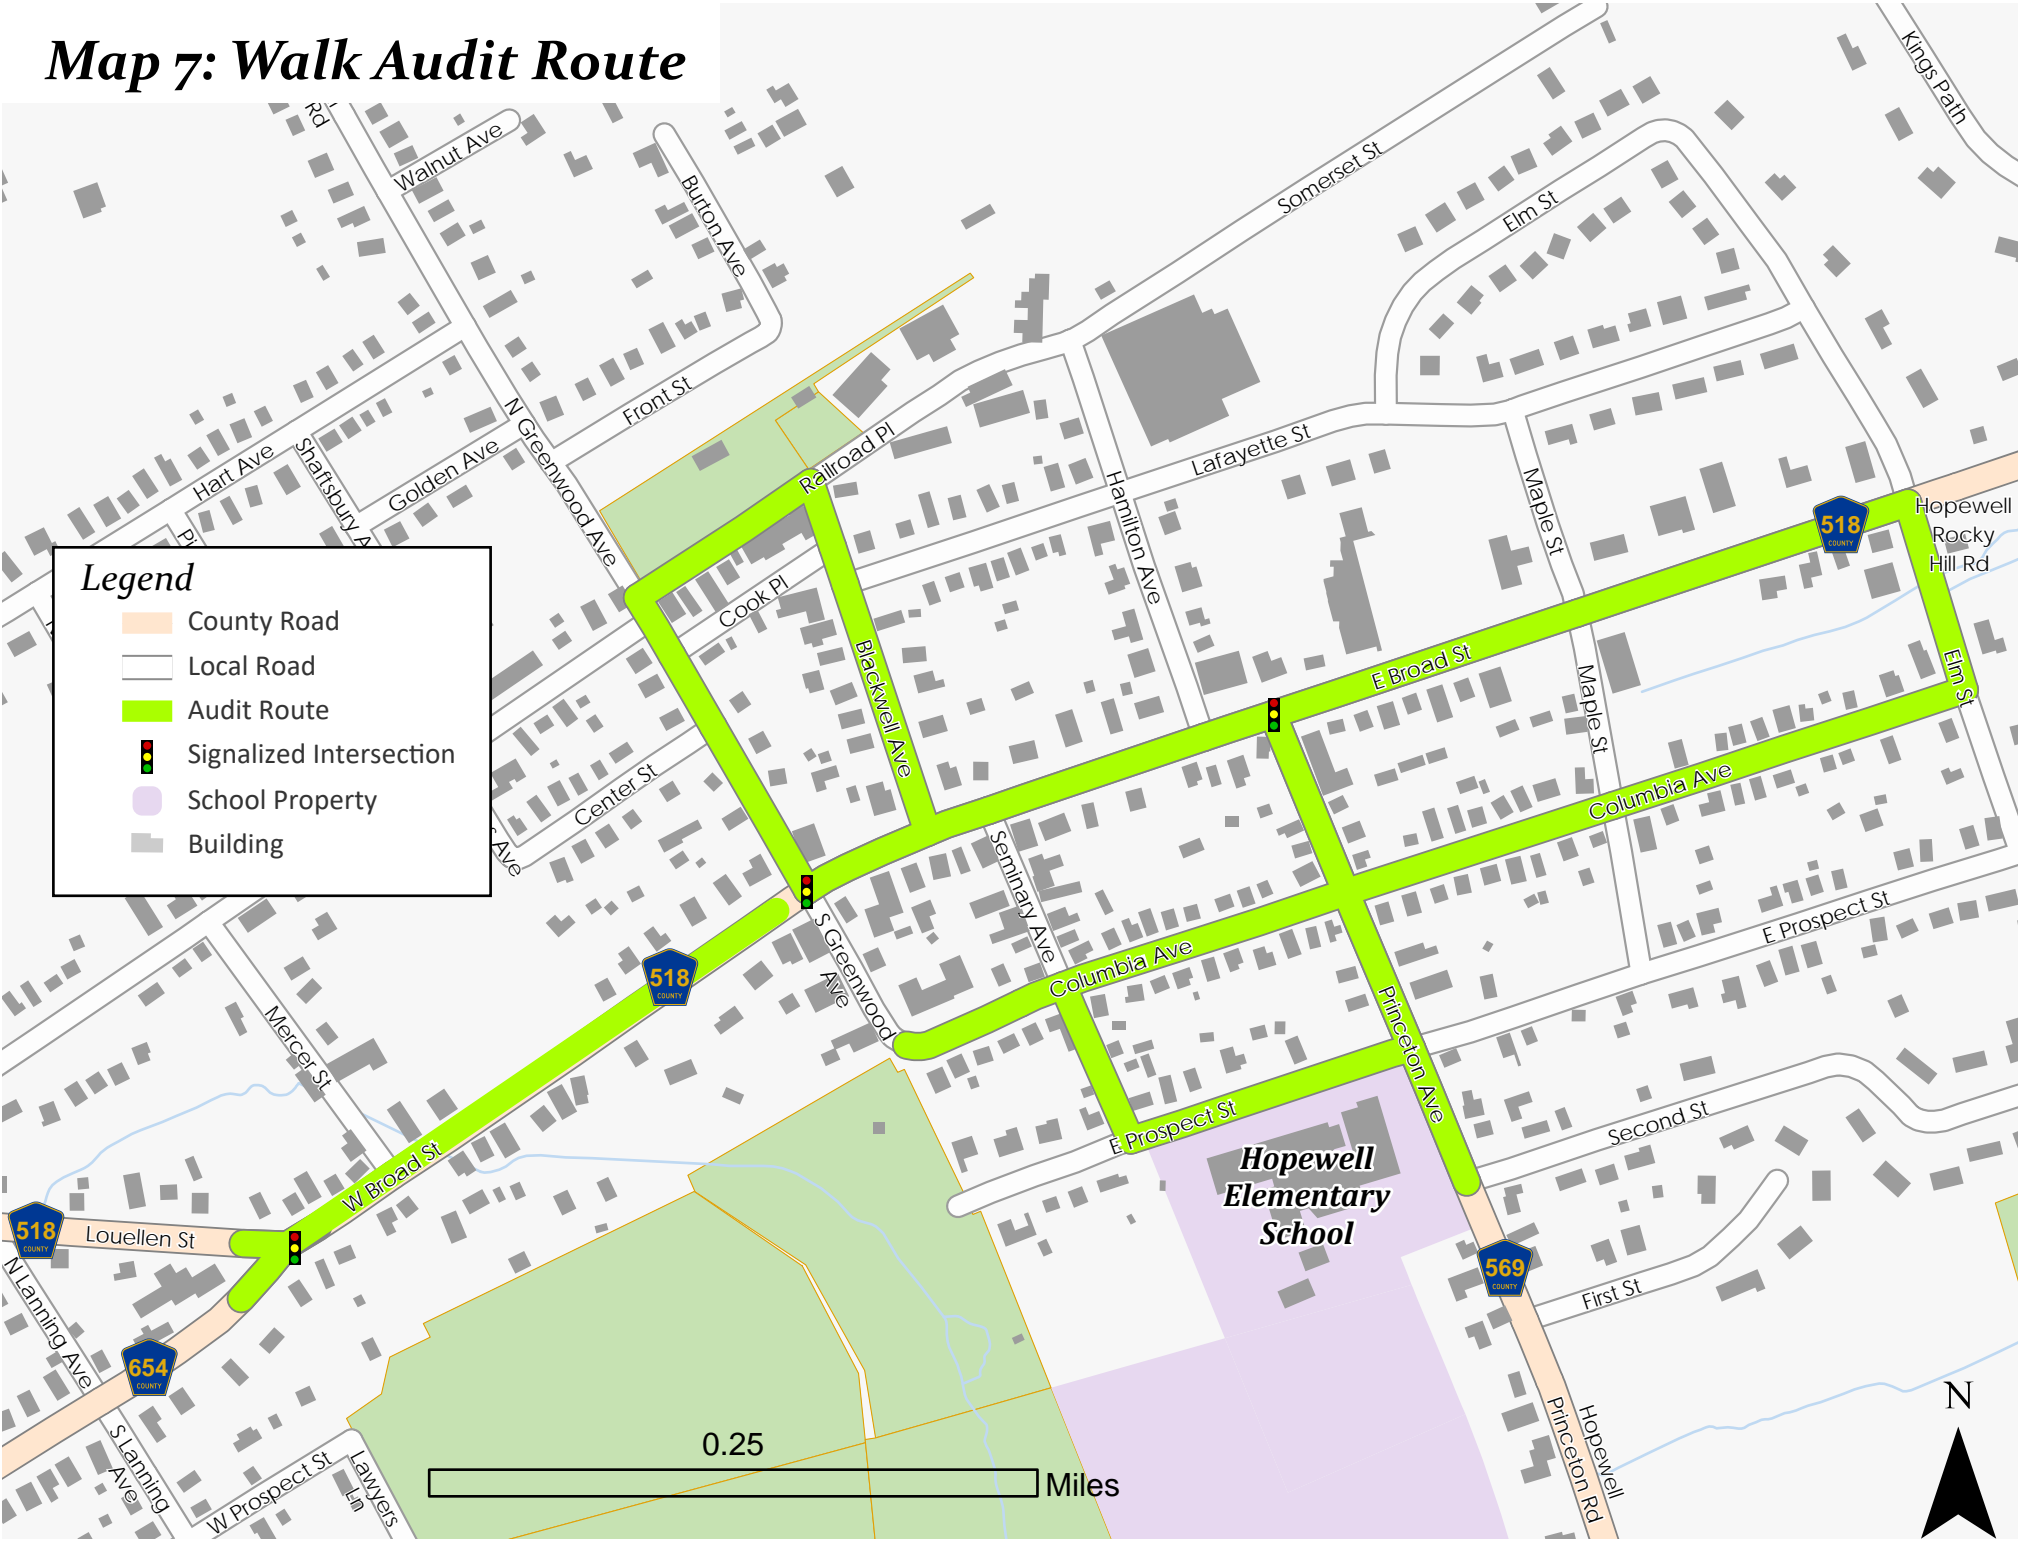 Map 7: Walk Audit Route
Rd
Walnut Ave
Burton Ave
Kings Path
Somerset St
Elm St
Front St
N Greenwood Ave
Hart Ave
Shaftsbury A
Golden Ave
Pi
Railroad Pl
Lafayette St
Hamilton Ave
Maple St
518
COUNTY
Hopewell
Rocky
Hill Rd
Cook Pl
Blackwell Ave
E Broad St
Maple St
Elm St
Legend
County Road
Local Road
Audit Route
Signalized Intersection
School Property
Building
Center St
s Ave
Columbia Ave
Seminary Ave
S Greenwood
Ave
E Prospect St
Columbia Ave
518
COUNTY
Mercer St
Princeton Ave
Second St
E Prospect St
W Broad St
Hopewell
Elementary
School
518
COUNTY
Louellen St
N Lanning Ave
569
COUNTY
First St
654
COUNTY
S Lanning
Ave
W Prospect St
Lawyers
Ln
Hopewell
Princeton Rd
0.25
Miles
N